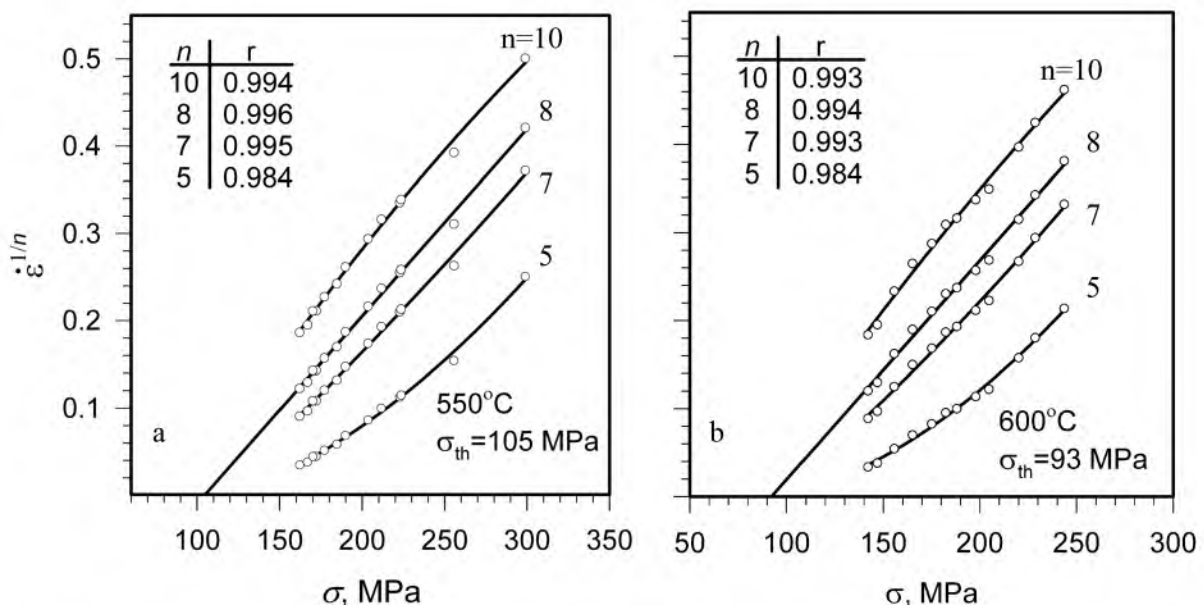 n r
10 0.994
8 0.996
7 0.995
5 0.984
n=10
8
7
5
550°C
σth=105 MPa
a
0.5
0.4
0.3
0.2
0.1
ε̇1/n
100 150 200 250 300 350
σ, MPa
n r
10 0.993
8 0.994
7 0.993
5 0.984
n=10
8
7
5
600°C
σth=93 MPa
b
50 100 150 200 250 300
σ, MPa